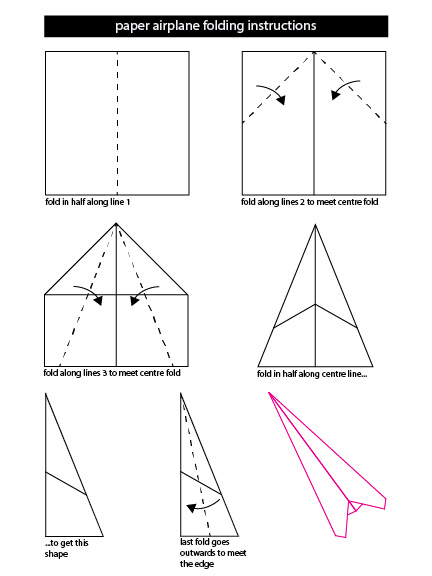 paper airplane folding instructions
fold in half along line 1
fold along lines 2 to meet centre fold
fold along lines 3 to meet centre fold
fold in half along centre line...
...to get this
shape
last fold goes
outwards to meet
the edge